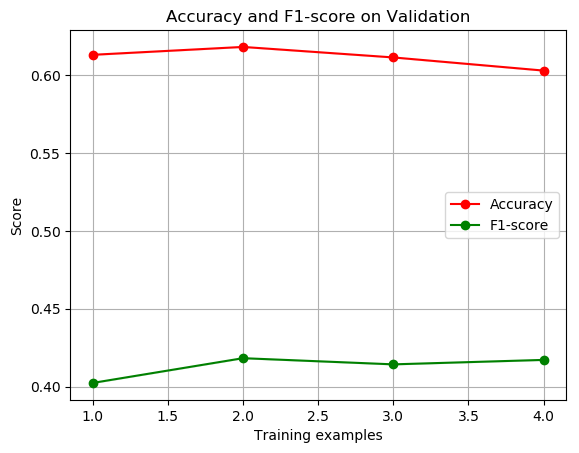 Accuracy and F1-score on Validation
Score
0.60
0.55
0.50
0.45
0.40
Accuracy
F1-score
1.0 1.5 2.0 2.5 3.0 3.5 4.0
Training examples